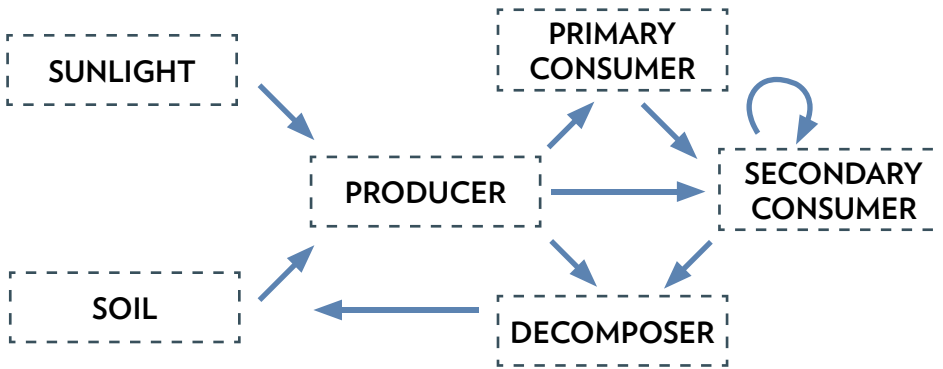 SUNLIGHT
PRIMARY
CONSUMER
PRODUCER
SECONDARY
CONSUMER
SOIL
DECOMPOSER